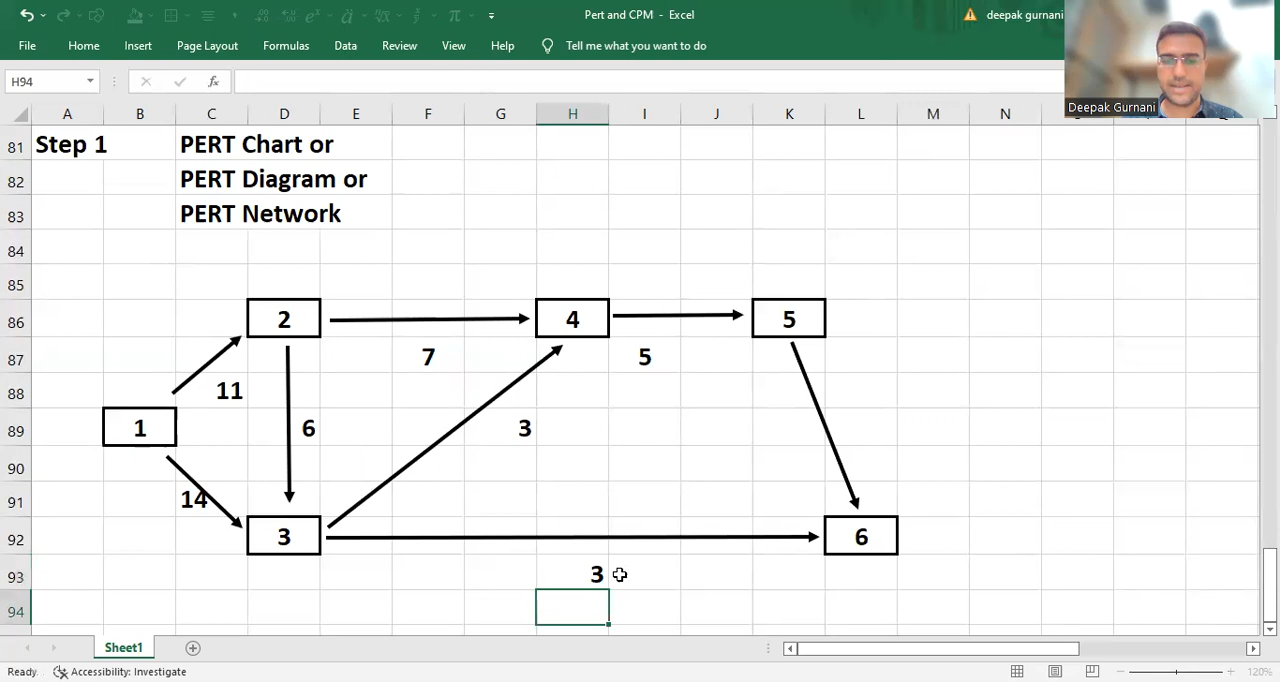 Pert and CPM - Excel
deepak gurnani
File Home Insert Page Layout Formulas Data Review View Help Tell me what you want to do
H94
fx
Deepak Gurnani
A B C D E F G H I J K L M N
81 Step 1 PERT Chart or
82 PERT Diagram or
83 PERT Network
84
85
86 2 4 5
87 7 5
88 11
89 1 6 3
90
91 14
92 3 6
93 3
94
Sheet1
Ready Accessibility: Investigate 120%